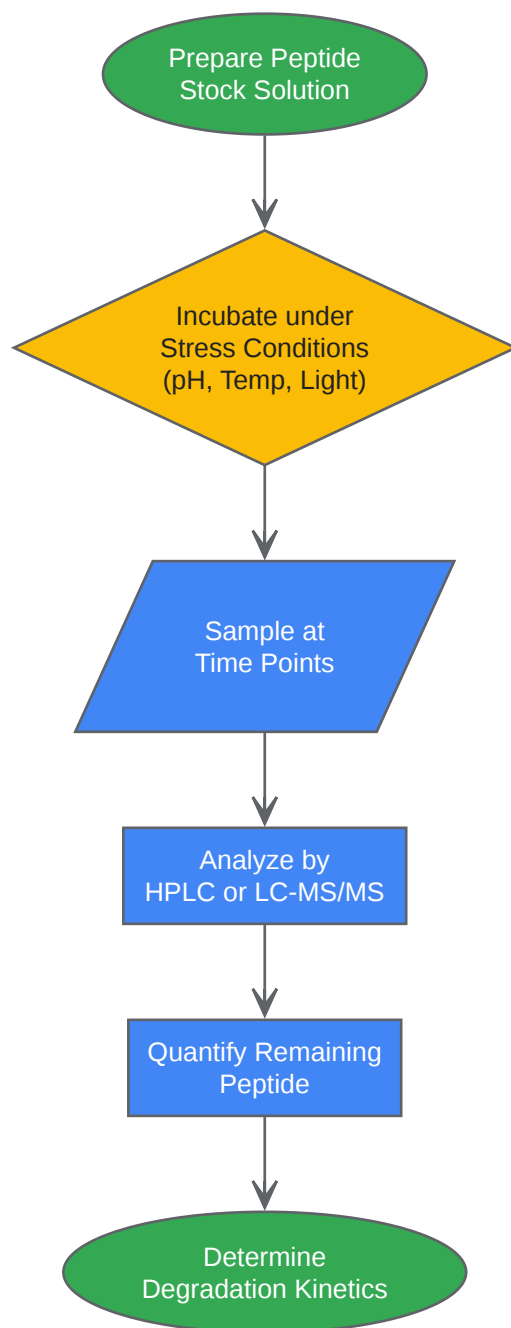 Prepare Peptide
Stock Solution
Incubate under
Stress Conditions
(pH, Temp, Light)
Sample at
Time Points
Analyze by
HPLC or LC-MS/MS
Quantify Remaining
Peptide
Determine
Degradation Kinetics